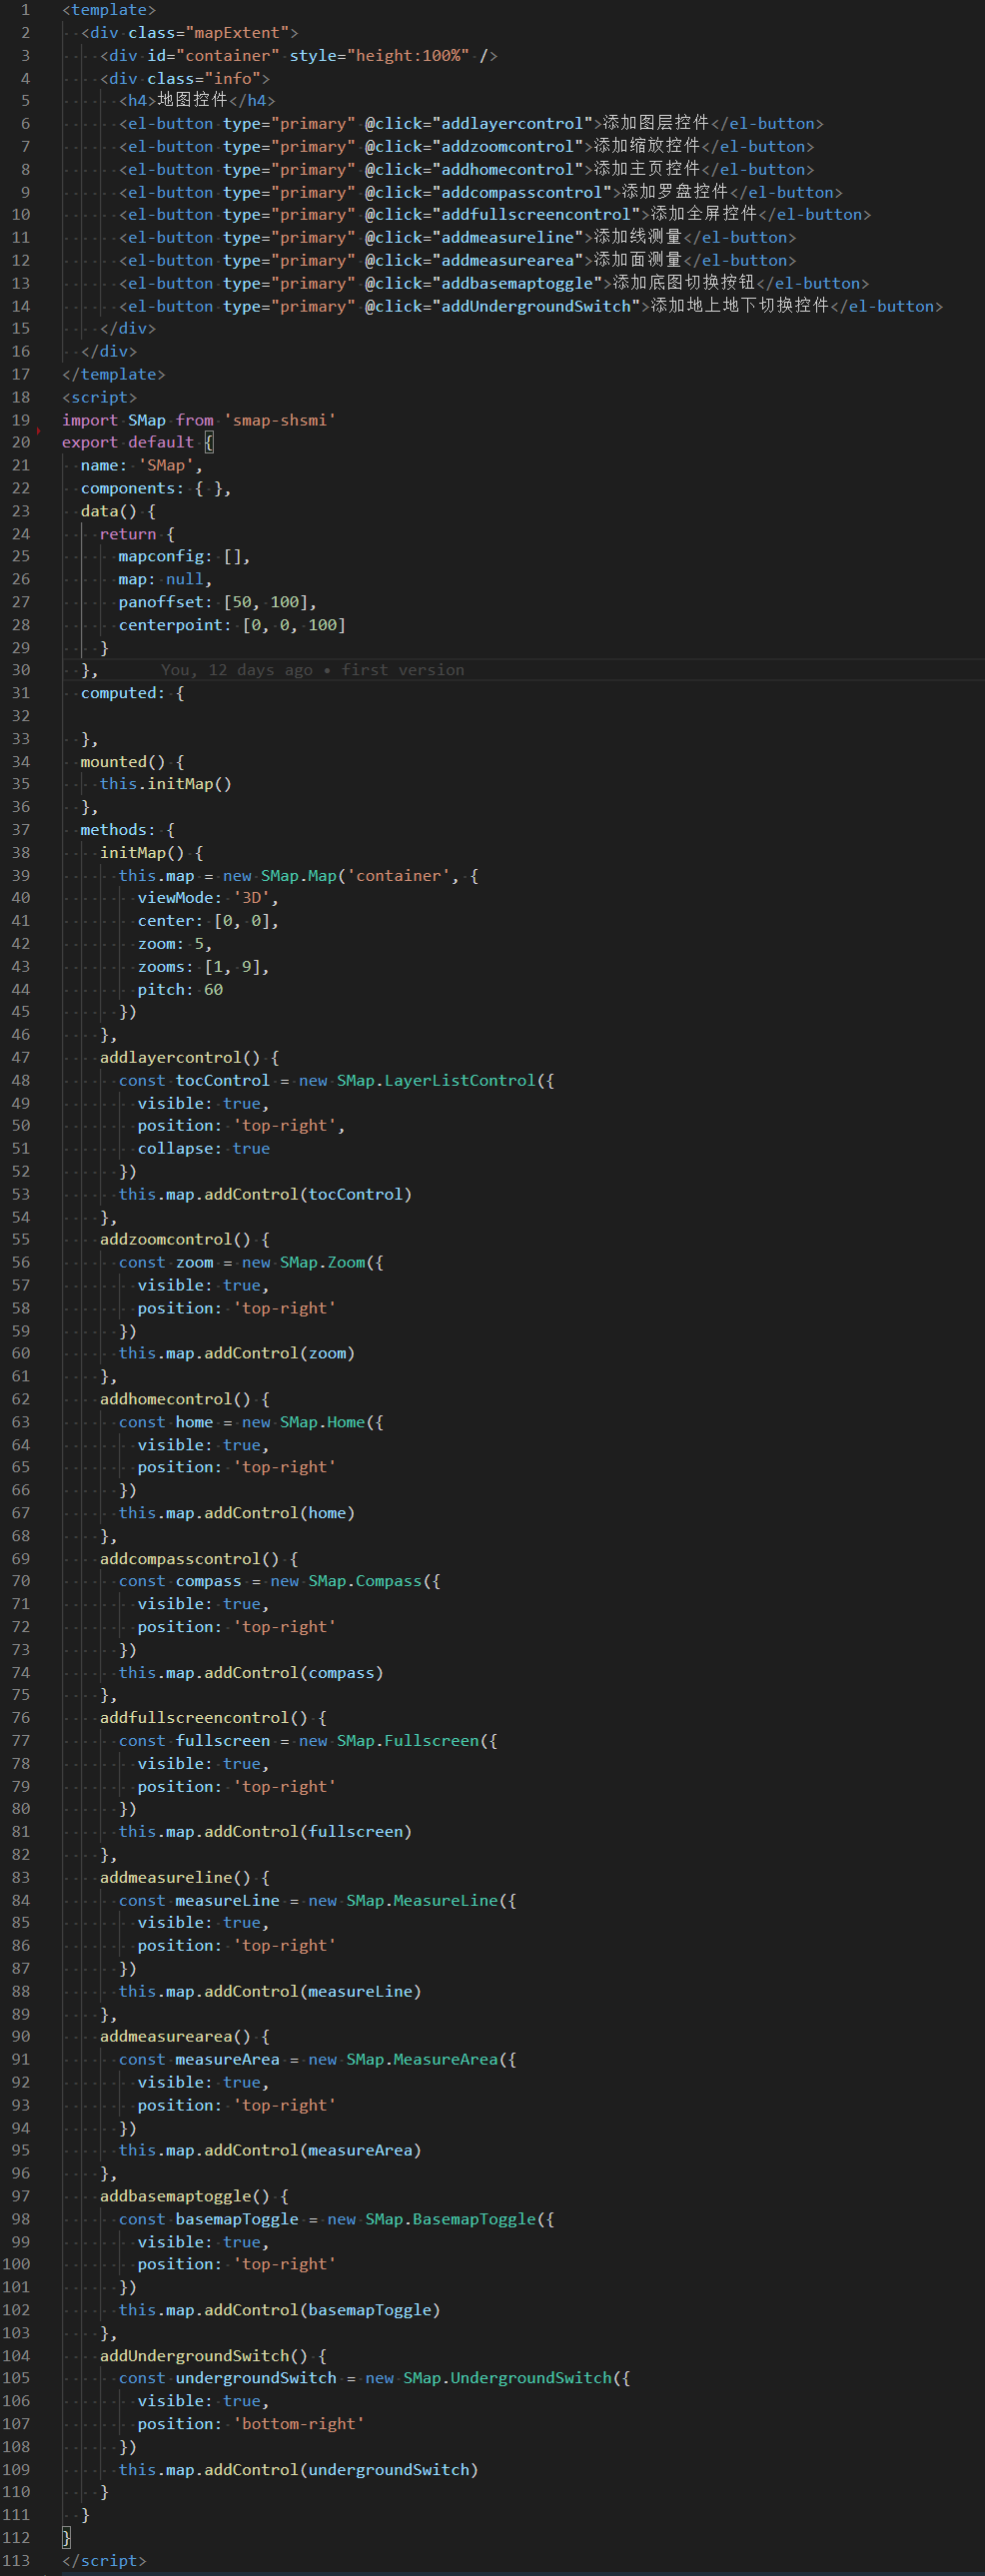 1 <template>
2   <div class="mapExtent">
3     <div id="container" style="height:100%" />
4     <div class="info">
5       <h4>地图控件</h4>
6       <el-button type="primary" @click="addlayercontrol">添加图层控件</el-button>
7       <el-button type="primary" @click="addzoomcontrol">添加缩放控件</el-button>
8       <el-button type="primary" @click="addhomecontrol">添加主页控件</el-button>
9       <el-button type="primary" @click="addcompasscontrol">添加罗盘控件</el-button>
10       <el-button type="primary" @click="addfullscreencontrol">添加全屏控件</el-button>
11       <el-button type="primary" @click="addmeasureline">添加线测量</el-button>
12       <el-button type="primary" @click="addmeasurearea">添加面测量</el-button>
13       <el-button type="primary" @click="addbasemaptoggle">添加底图切换按钮</el-button>
14       <el-button type="primary" @click="addUndergroundSwitch">添加地上地下切换控件</el-button>
15     </div>
16   </div>
17 </template>
18 <script>
19 import SMap from 'smap-shsmi'
20 export default {
21   name: 'SMap',
22   components: { },
23   data() {
24     return {
25       mapconfig: [],
26       map: null,
27       panoffset: [50, 100],
28       centerpoint: [0, 0, 100]
29     }
30   },      You, 12 days ago • first version
31   computed: {
32
33   },
34   mounted() {
35     this.initMap()
36   },
37   methods: {
38     initMap() {
39       this.map = new SMap.Map('container', {
40         viewMode: '3D',
41         center: [0, 0],
42         zoom: 5,
43         zooms: [1, 9],
44         pitch: 60
45       })
46     },
47     addlayercontrol() {
48       const tocControl = new SMap.LayerListControl({
49         visible: true,
50         position: 'top-right',
51         collapse: true
52       })
53       this.map.addControl(tocControl)
54     },
55     addzoomcontrol() {
56       const zoom = new SMap.Zoom({
57         visible: true,
58         position: 'top-right'
59       })
60       this.map.addControl(zoom)
61     },
62     addhomecontrol() {
63       const home = new SMap.Home({
64         visible: true,
65         position: 'top-right'
66       })
67       this.map.addControl(home)
68     },
69     addcompasscontrol() {
70       const compass = new SMap.Compass({
71         visible: true,
72         position: 'top-right'
73       })
74       this.map.addControl(compass)
75     },
76     addfullscreencontrol() {
77       const fullscreen = new SMap.Fullscreen({
78         visible: true,
79         position: 'top-right'
80       })
81       this.map.addControl(fullscreen)
82     },
83     addmeasureline() {
84       const measureLine = new SMap.MeasureLine({
85         visible: true,
86         position: 'top-right'
87       })
88       this.map.addControl(measureLine)
89     },
90     addmeasurearea() {
91       const measureArea = new SMap.MeasureArea({
92         visible: true,
93         position: 'top-right'
94       })
95       this.map.addControl(measureArea)
96     },
97     addbasemaptoggle() {
98       const basemapToggle = new SMap.BasemapToggle({
99         visible: true,
100         position: 'top-right'
101       })
102       this.map.addControl(basemapToggle)
103     },
104     addUndergroundSwitch() {
105       const undergroundSwitch = new SMap.UndergroundSwitch({
106         visible: true,
107         position: 'bottom-right'
108       })
109       this.map.addControl(undergroundSwitch)
110     }
111   }
112 }
113 </script>